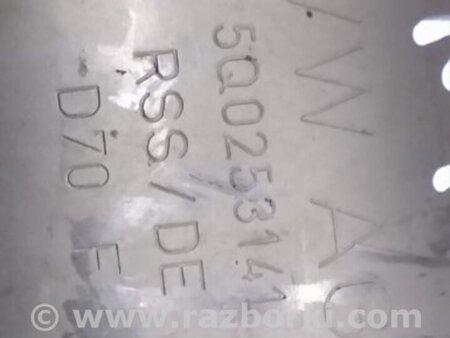 VW AG
5Q0253141
RSS/DE
D70 F
© www.razborki.com